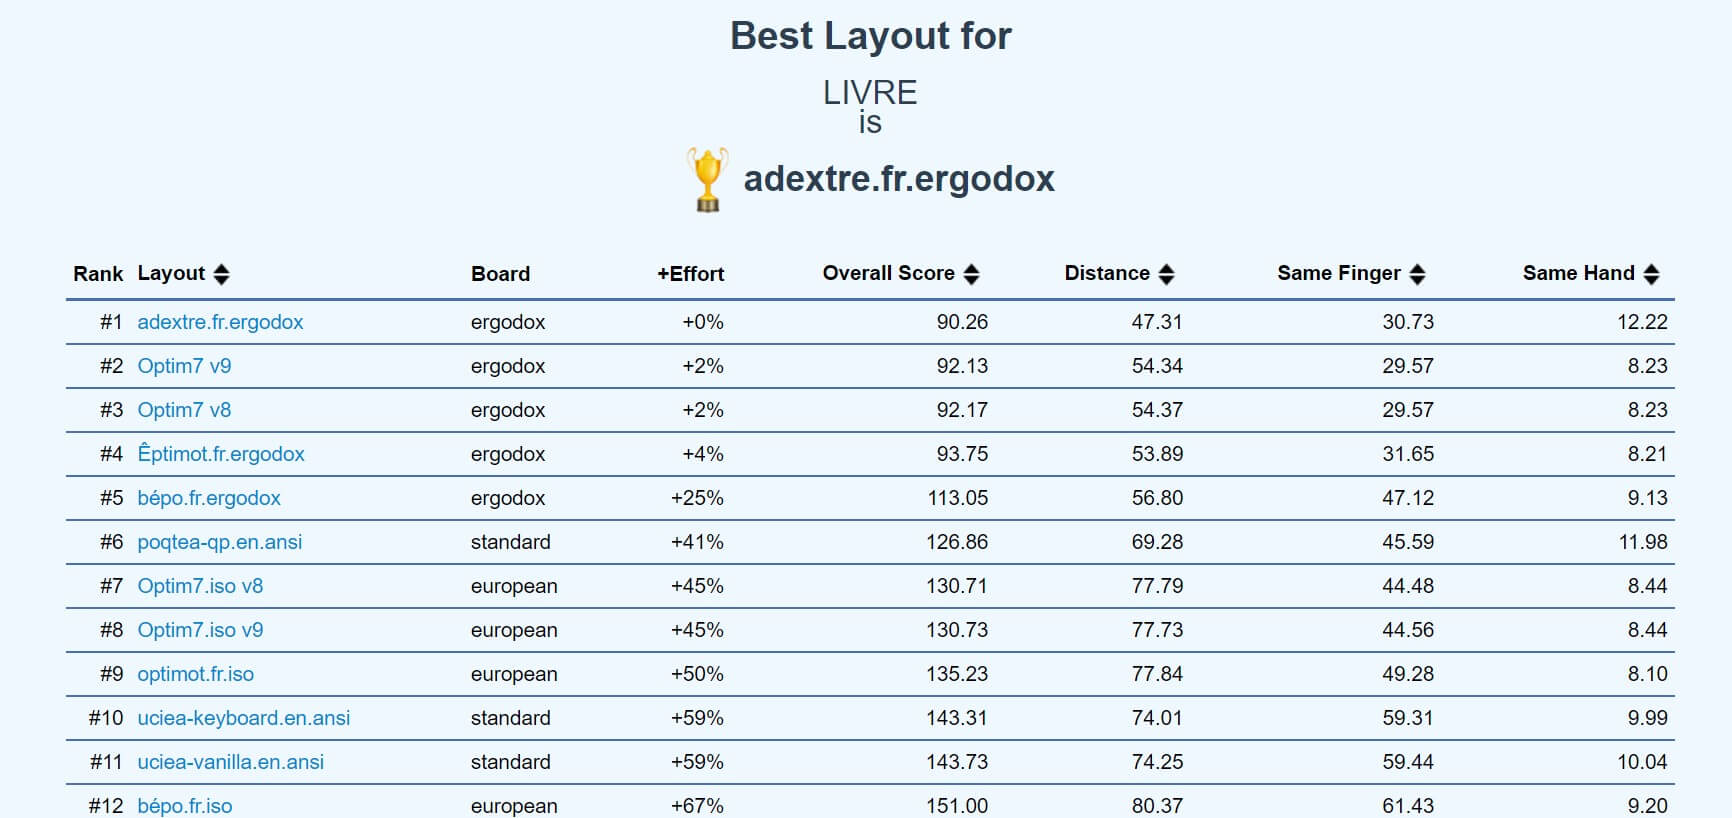 Best Layout for
LIVRE
is
adextre.fr.ergodox
Rank Layout Board +Effort Overall Score Distance Same Finger Same Hand
#1 adextre.fr.ergodox ergodox +0% 90.26 47.31 30.73 12.22
#2 Optim7 v9 ergodox +2% 92.13 54.34 29.57 8.23
#3 Optim7 v8 ergodox +2% 92.17 54.37 29.57 8.23
#4 Êptimot.fr.ergodox ergodox +4% 93.75 53.89 31.65 8.21
#5 bépo.fr.ergodox ergodox +25% 113.05 56.80 47.12 9.13
#6 poqtea-qp.en.ansi standard +41% 126.86 69.28 45.59 11.98
#7 Optim7.iso v8 european +45% 130.71 77.79 44.48 8.44
#8 Optim7.iso v9 european +45% 130.73 77.73 44.56 8.44
#9 optimot.fr.iso european +50% 135.23 77.84 49.28 8.10
#10 uciea-keyboard.en.ansi standard +59% 143.31 74.01 59.31 9.99
#11 uciea-vanilla.en.ansi standard +59% 143.73 74.25 59.44 10.04
#12 bépo.fr.iso european +67% 151.00 80.37 61.43 9.20